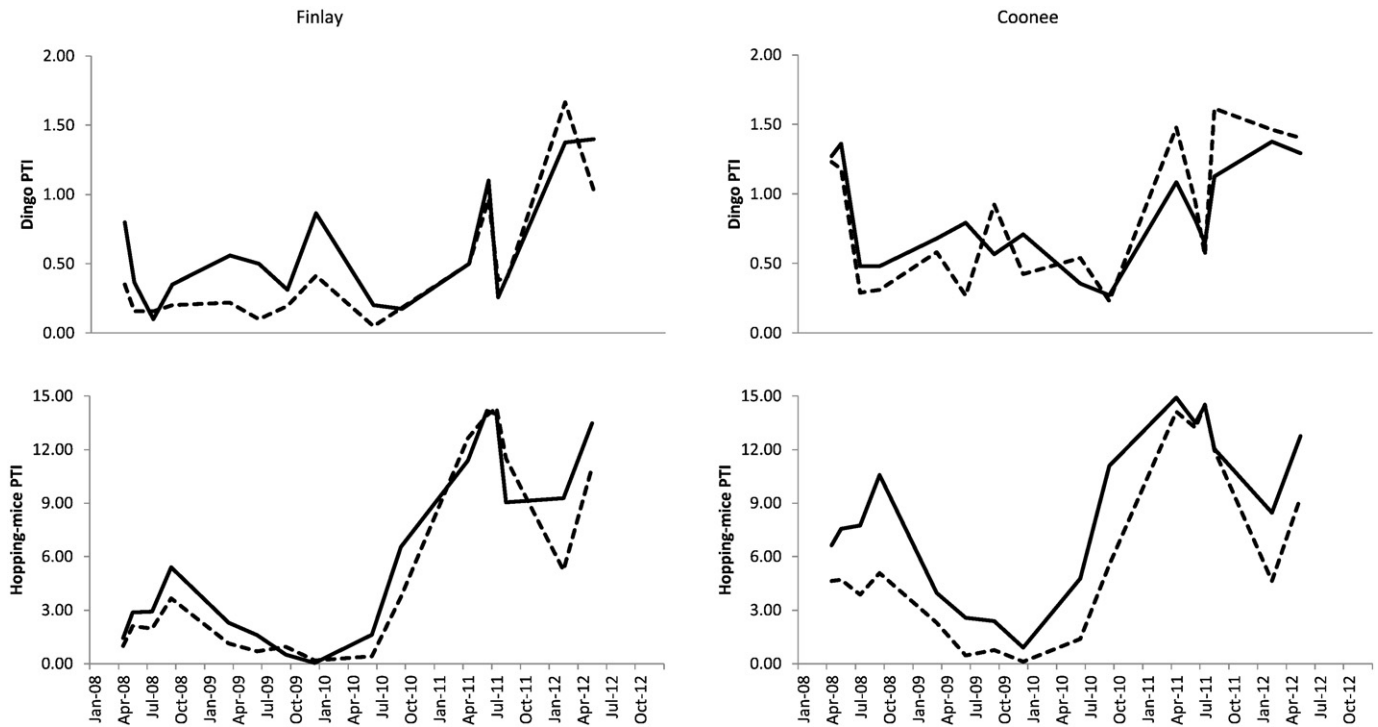 Finlay
Coonee
2.00
1.50
1.00
0.50
0.00
Dingo PTI
2.00
1.50
1.00
0.50
0.00
Dingo PTI
15.00
12.00
9.00
6.00
3.00
0.00
Hopping-mice PTI
Jan-08
Apr-08
Jul-08
Oct-08
Jan-09
Apr-09
Jul-09
Oct-09
Jan-10
Apr-10
Jul-10
Oct-10
Jan-11
Apr-11
Jul-11
Oct-11
Jan-12
Apr-12
Jul-12
Oct-12
15.00
12.00
9.00
6.00
3.00
0.00
Hopping-mice PTI
Jan-08
Apr-08
Jul-08
Oct-08
Jan-09
Apr-09
Jul-09
Oct-09
Jan-10
Apr-10
Jul-10
Oct-10
Jan-11
Apr-11
Jul-11
Oct-11
Jan-12
Apr-12
Jul-12
Oct-12